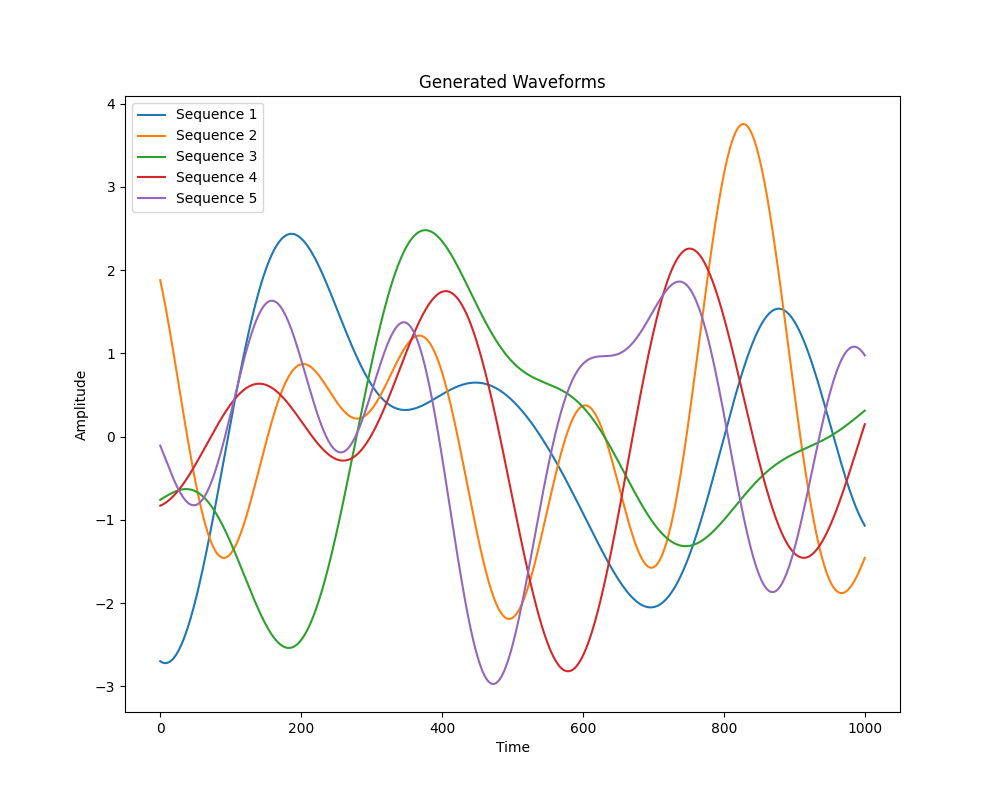 Generated Waveforms
Sequence 1
Sequence 2
Sequence 3
Sequence 4
Sequence 5
4
3
2
1
0
−1
−2
−3
Amplitude
0 200 400 600 800 1000
Time